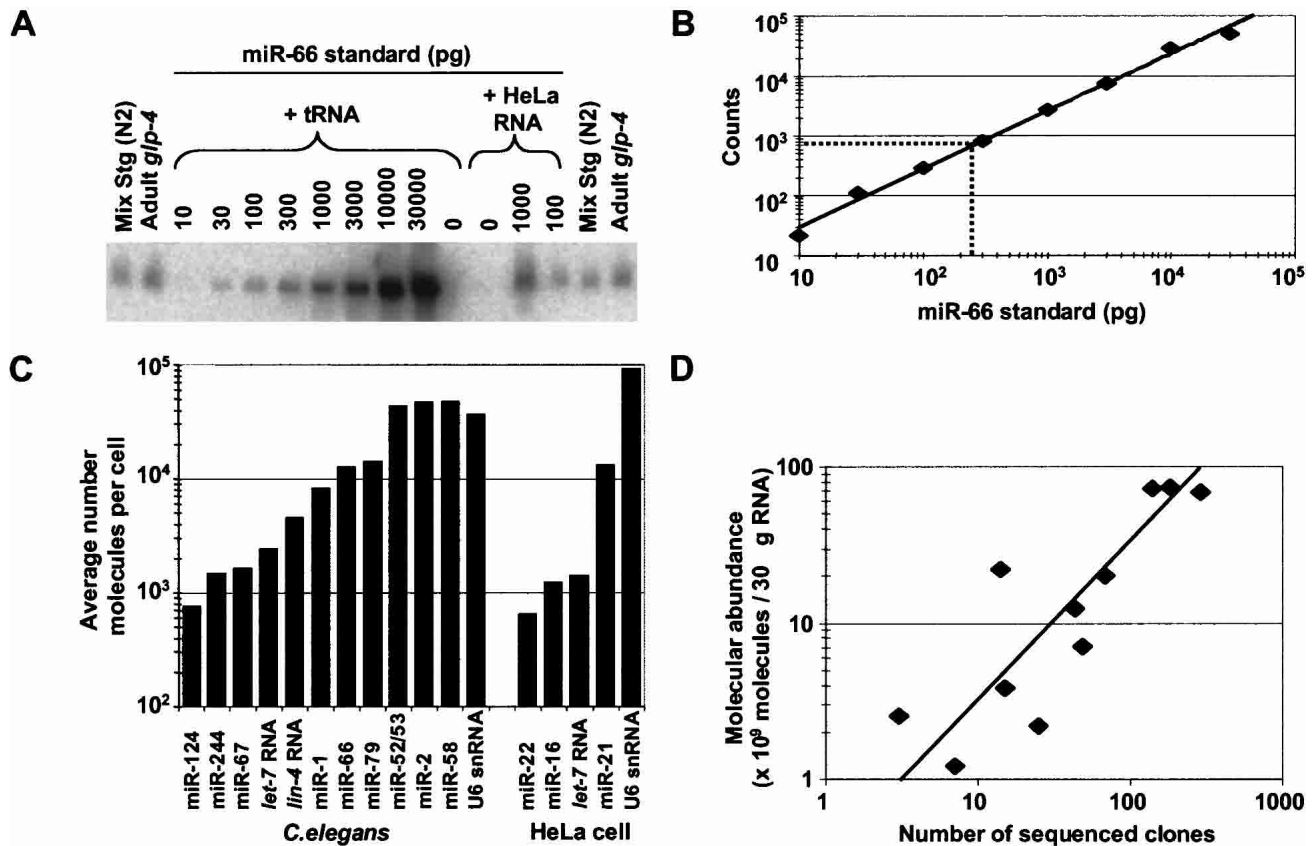 A
miR-66 standard (pg)
+ tRNA
+ HeLa
RNA
Mix Stg (N2)
Adult glp-4
10
30
100
300
1000
3000
10000
30000
0
0
1000
100
Mix Stg (N2)
Adult glp-4
B
Counts
10^5
10^4
10^3
10^2
10
10
10^2
10^3
10^4
10^5
miR-66 standard (pg)
C
Average number
molecules per cell
10^5
10^4
10^3
10^2
miR-124
miR-244
miR-67
let-7 RNA
lin-4 RNA
miR-1
miR-66
miR-79
miR-52/53
miR-2
miR-58
U6 snRNA
miR-22
miR-16
let-7 RNA
miR-21
U6 snRNA
C.elegans
HeLa cell
D
Molecular abundance
(x 10^9 molecules / 30 g RNA)
100
10
1
1
10
100
1000
Number of sequenced clones